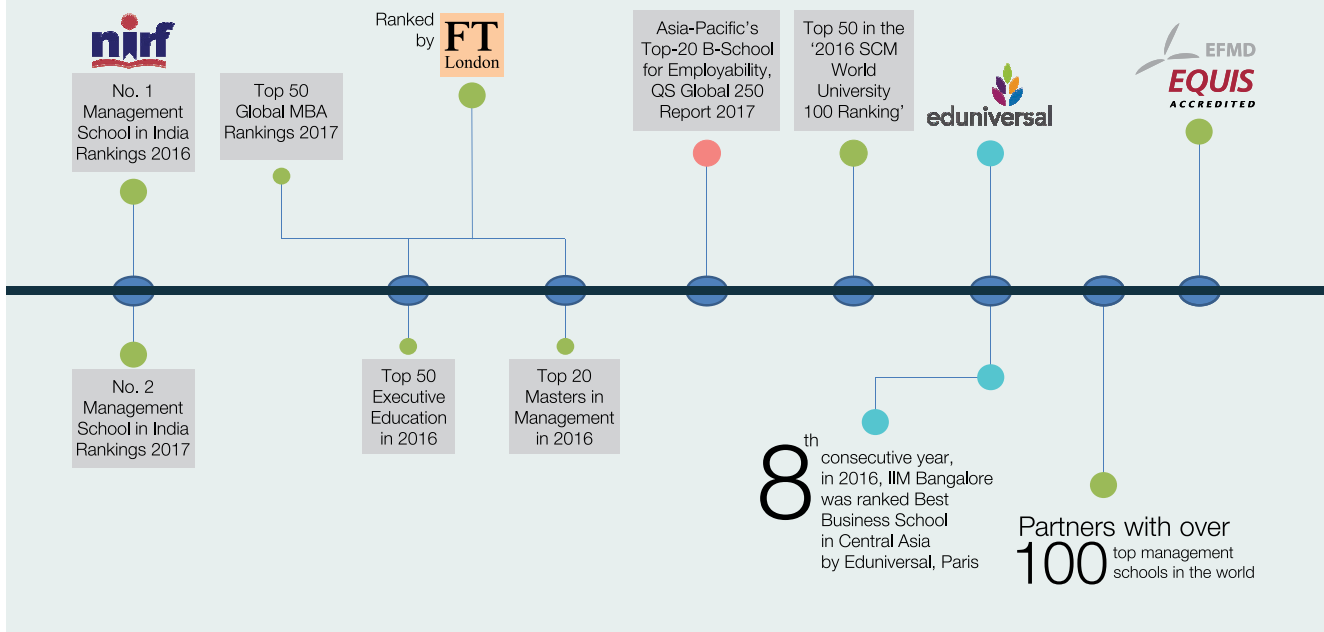 nirf
No. 1
Management
School in India
Rankings 2016
No. 2
Management
School in India
Rankings 2017
Top 50
Global MBA
Rankings 2017
Ranked
by
FT
London
Top 50
Executive
Education
in 2016
Top 20
Masters in
Management
in 2016
Asia-Pacific's
Top-20 B-School
for Employability,
QS Global 250
Report 2017
Top 50 in the
‘2016 SCM
World
University
100 Ranking’
eduniversal
8th
consecutive year,
in 2016, IIM Bangalore
was ranked Best
Business School
in Central Asia
by Eduniversal, Paris
Partners with over
100 top management
schools in the world
EFMD
EQUIS
ACCREDITED